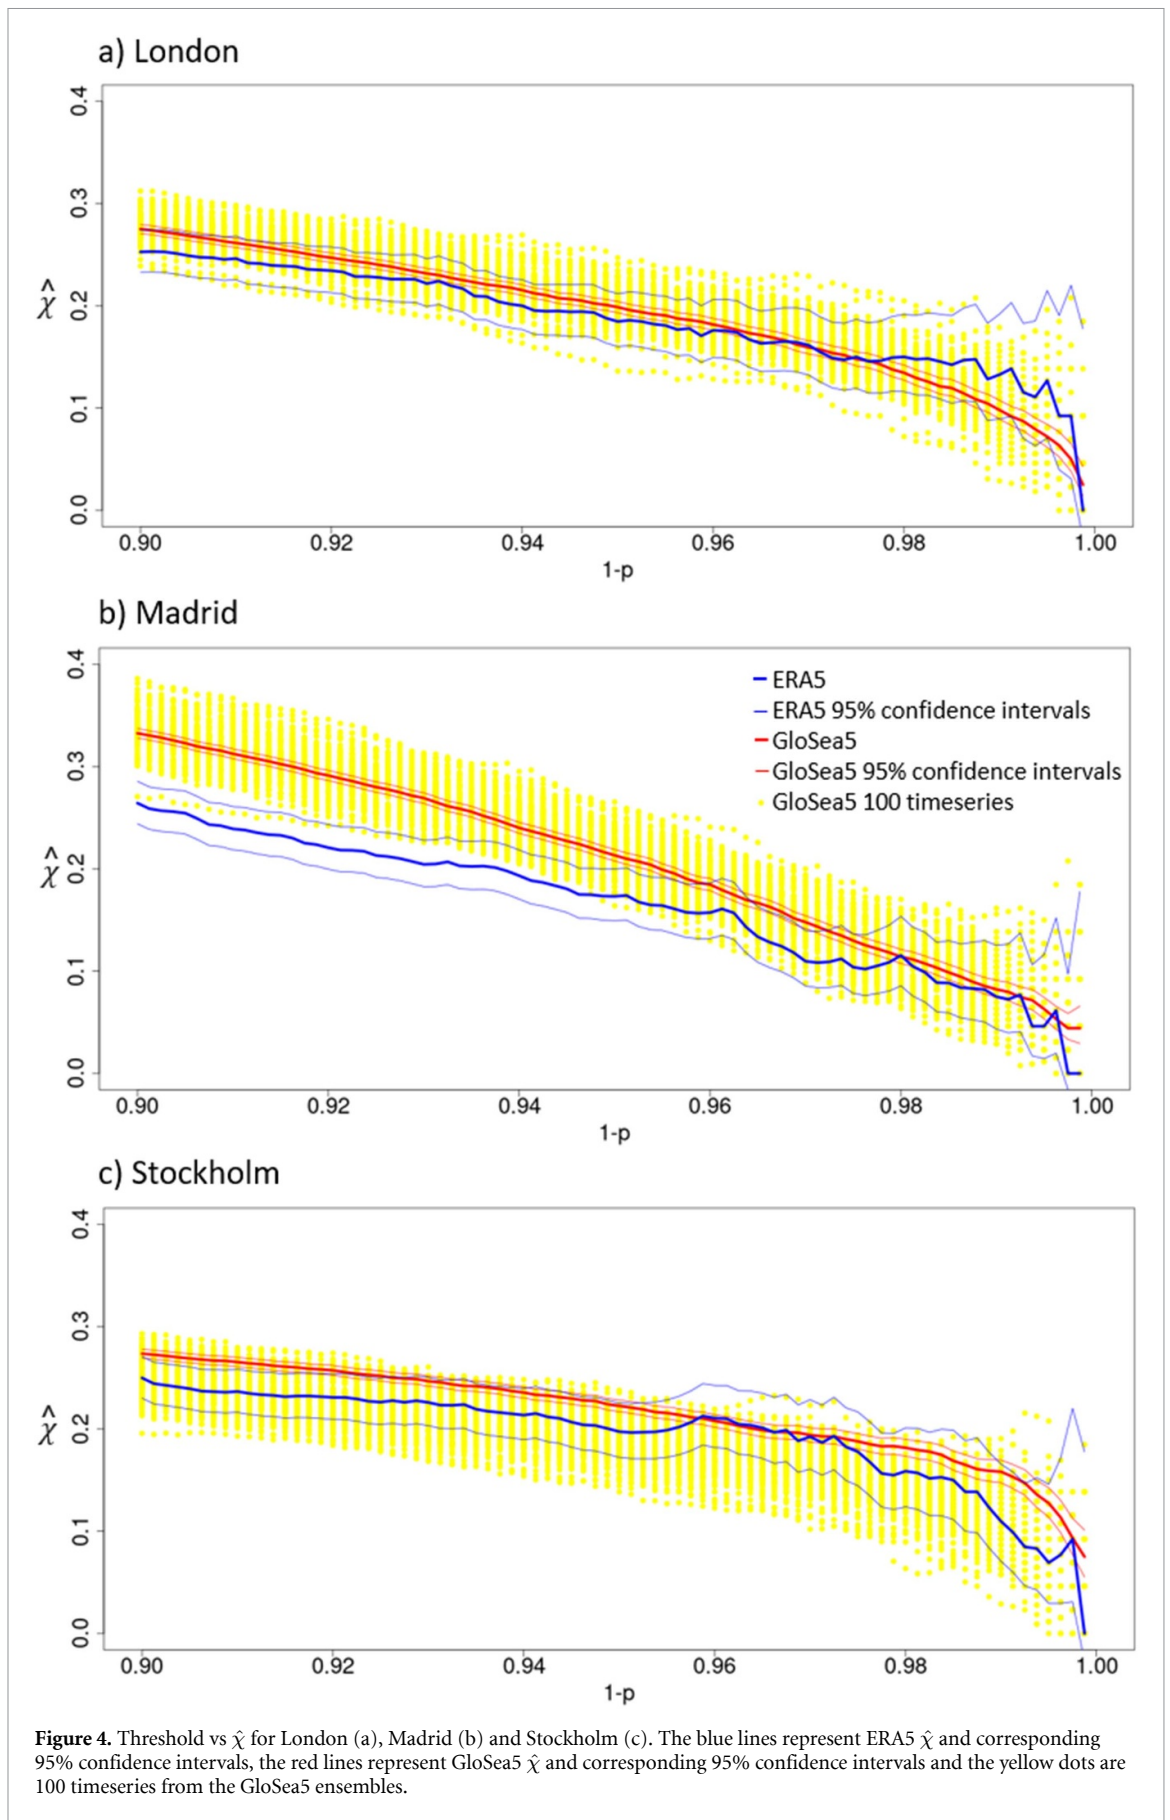 a) London
0.4
0.3
0.2
0.1
0.0
χ̂
0.90 0.92 0.94 0.96 0.98 1.00
1-p
b) Madrid
0.4
0.3
0.2
0.1
0.0
χ̂
ERA5
ERA5 95% confidence intervals
GloSea5
GloSea5 95% confidence intervals
GloSea5 100 timeseries
0.90 0.92 0.94 0.96 0.98 1.00
1-p
c) Stockholm
0.4
0.3
0.2
0.1
0.0
χ̂
0.90 0.92 0.94 0.96 0.98 1.00
1-p
Figure 4. Threshold vs χ̂ for London (a), Madrid (b) and Stockholm (c). The blue lines represent ERA5 χ̂ and corresponding
95% confidence intervals, the red lines represent GloSea5 χ̂ and corresponding 95% confidence intervals and the yellow dots are
100 timeseries from the GloSea5 ensembles.